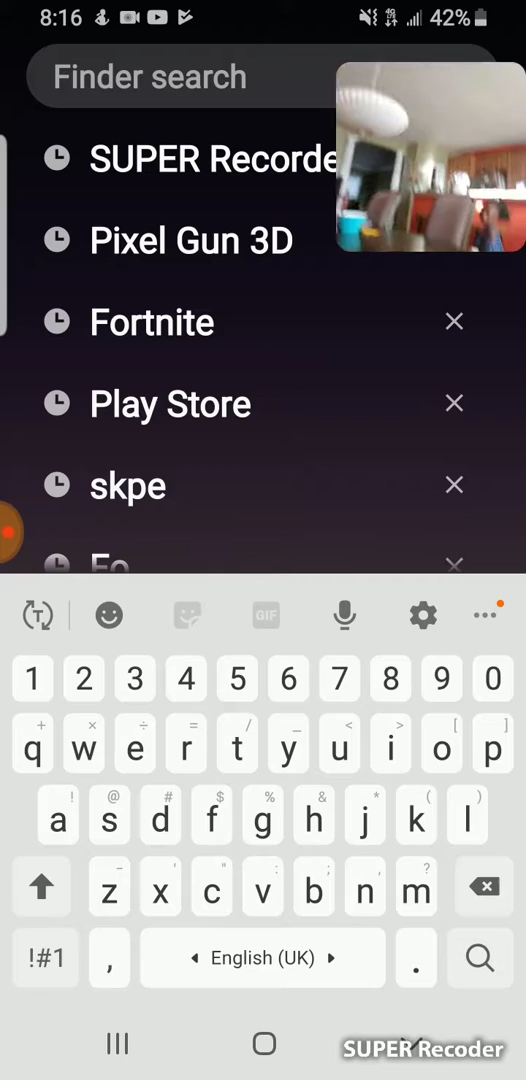 8:16 42%
Finder search
SUPER Recorde
Pixel Gun 3D
Fortnite
Play Store
skpe
Fo
GIF
1 2 3 4 5 6 7 8 9 0
+ × ÷ = / _ < > [ ]
q w e r t y u i o p
! @ # $ % & * ( )
a s d f g h j k l
- ' " : ; , ?
z x c v b n m
!#1 , English (UK) .
SUPER Recoder